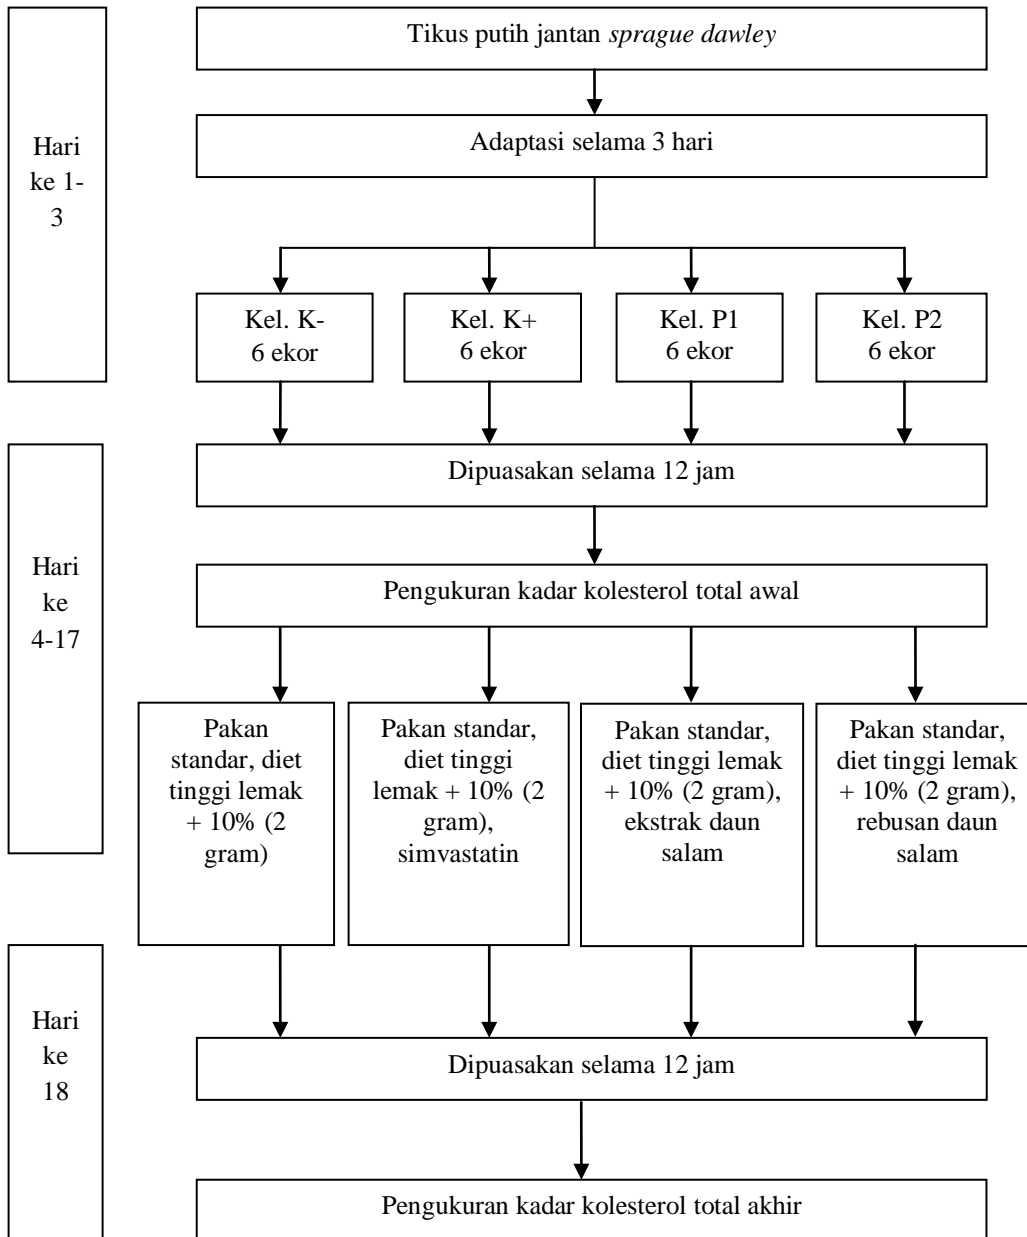 Tikus putih jantan sprague dawley
Hari
ke 1-
3
Adaptasi selama 3 hari
Kel. K-
6 ekor
Kel. K+
6 ekor
Kel. P1
6 ekor
Kel. P2
6 ekor
Hari
ke
4-17
Dipuasakan selama 12 jam
Pengukuran kadar kolesterol total awal
Pakan
standar, diet
tinggi lemak
+ 10% (2
gram)
Pakan standar,
diet tinggi
lemak + 10% (2
gram),
simvastatin
Pakan standar,
diet tinggi lemak
+ 10% (2 gram),
ekstrak daun
salam
Pakan standar,
diet tinggi lemak
+ 10% (2 gram),
rebusan daun
salam
Hari
ke
18
Dipuasakan selama 12 jam
Pengukuran kadar kolesterol total akhir